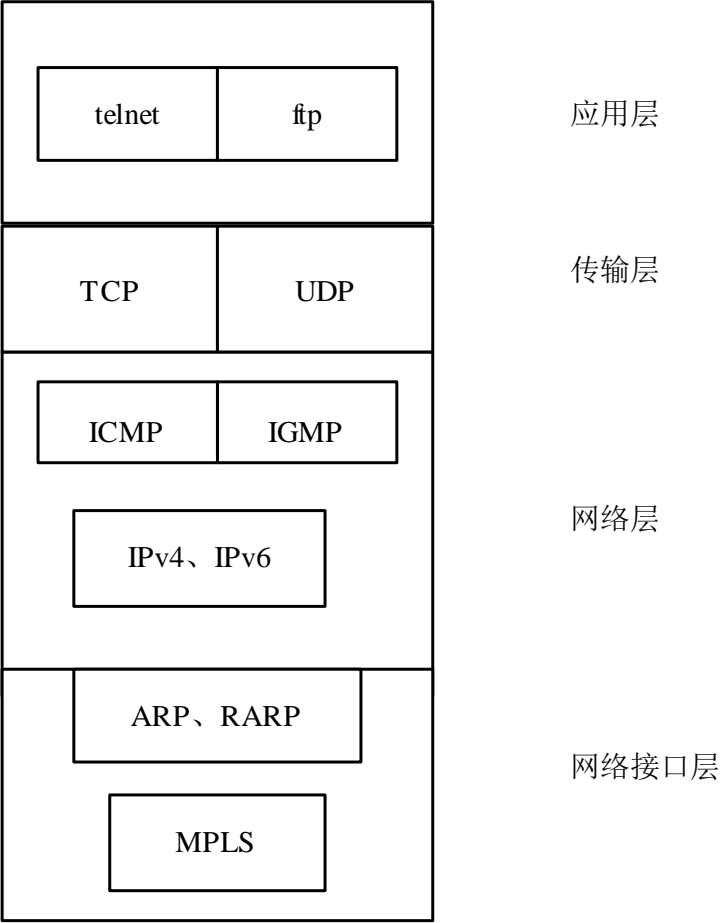 telnet ftp 应用层
TCP UDP 传输层
ICMP IGMP
IPv4、IPv6 网络层
ARP、RARP
MPLS 网络接口层